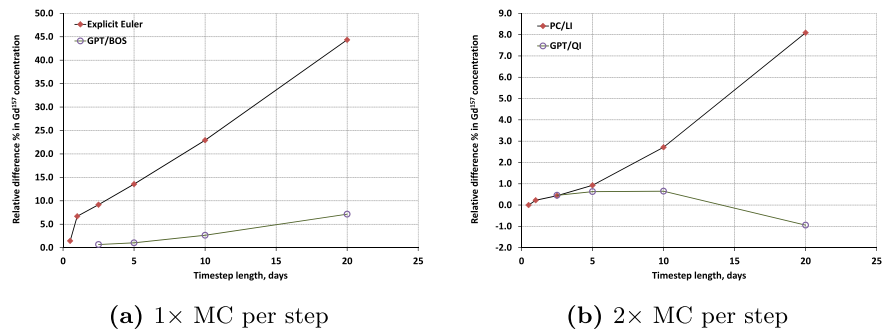 50.0
45.0
40.0
35.0
30.0
25.0
20.0
15.0
10.0
5.0
0.0
Relative difference % in Gd157 concentration
Explicit Euler
GPT/BOS
0 5 10 15 20 25
Timestep length, days
(a) 1× MC per step
9.0
8.0
7.0
6.0
5.0
4.0
3.0
2.0
1.0
0.0
-1.0
-2.0
Relative difference % in Gd157 concentration
PC/LI
GPT/QI
0 5 10 15 20 25
Timestep length, days
(b) 2× MC per step